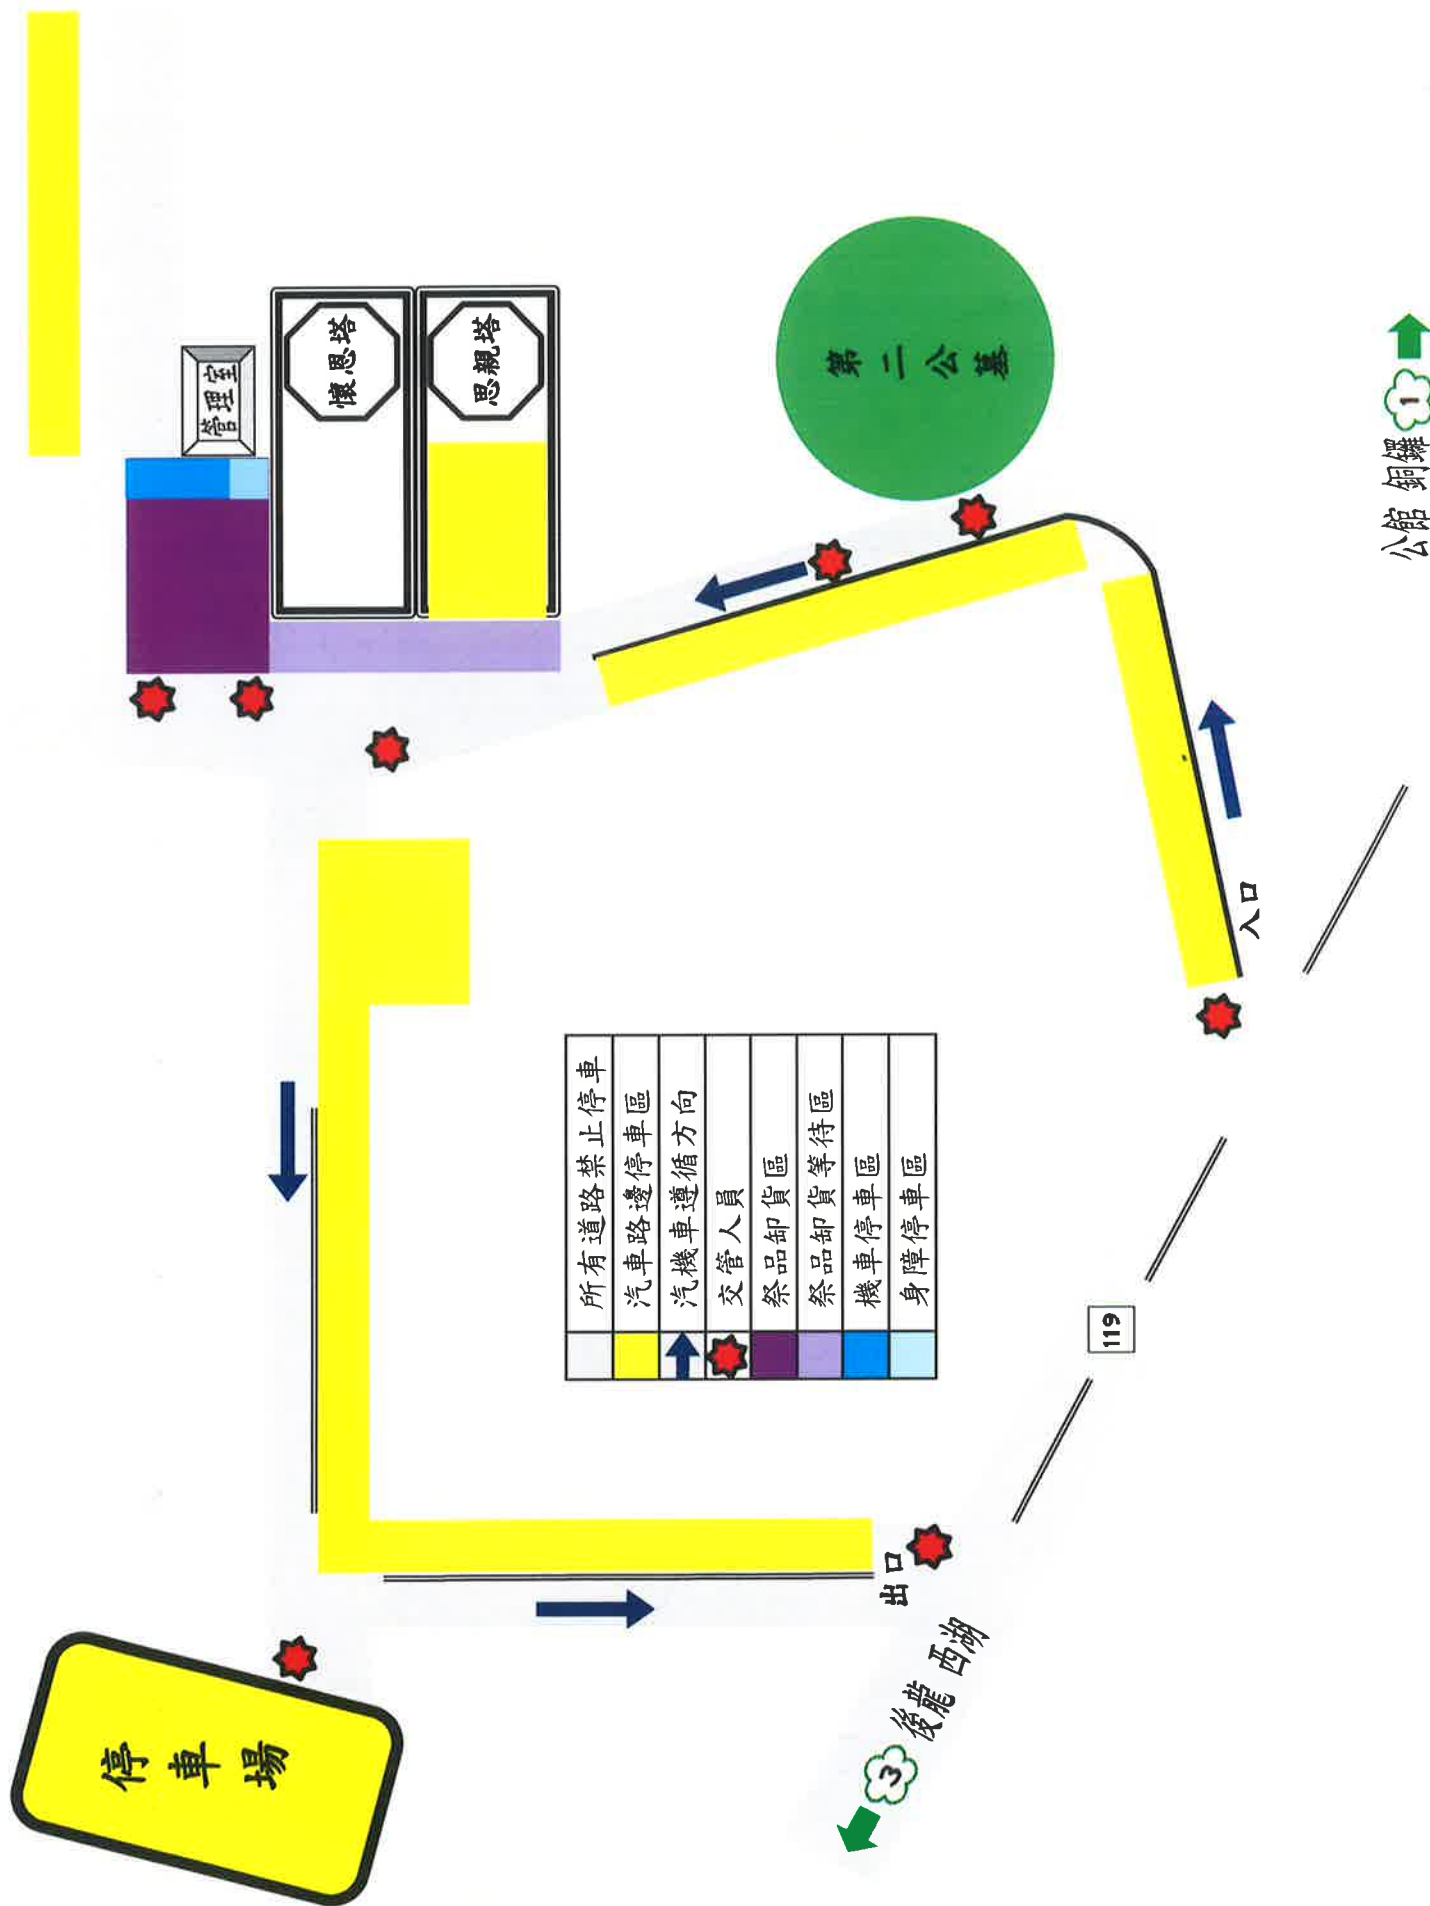 停車場
管理室
懷恩塔
思親塔
第二公墓
所有道路禁止停車
汽車路邊停車區
汽機車遵循方向
交管人員
祭品卸貨區
祭品卸貨等待區
機車停車區
身障停車區
出口
入口
119
3 後龍 西湖
公館 銅鑼 1